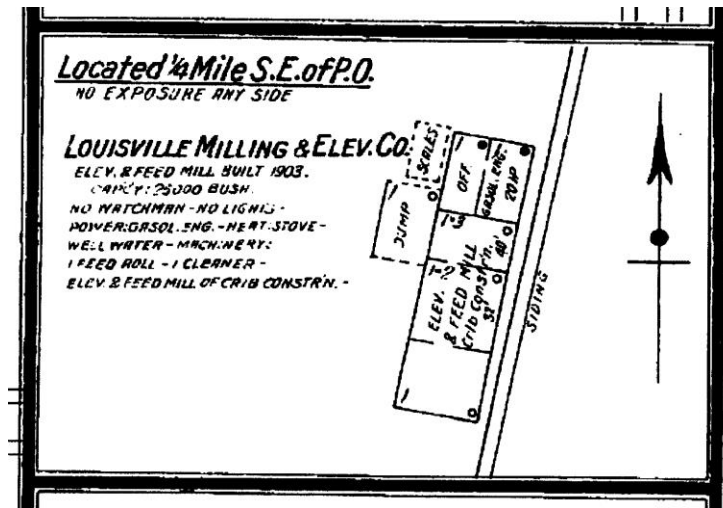 Located ¼ Mile S.E. of P.O.
NO EXPOSURE ANY SIDE
LOUISVILLE MILLING & ELEV. CO.
ELEV. & FEED MILL BUILT 1903.
CAP'C'Y: 25000 BUSH.
NO WATCHMAN - NO LIGHTS -
POWER: GASOL. ENG. - HEAT: STOVE -
WELL WATER - MACHINERY:
1 FEED ROLL - 1 CLEANER -
ELEV. & FEED MILL OF CRIB CONSTR'N. -
SCALES
DUMP
1
1
OFF.
GASOL. ENG.
20 HP
40'
ELEV.
& FEED MILL
Crib Constr'n.
1
SIDING